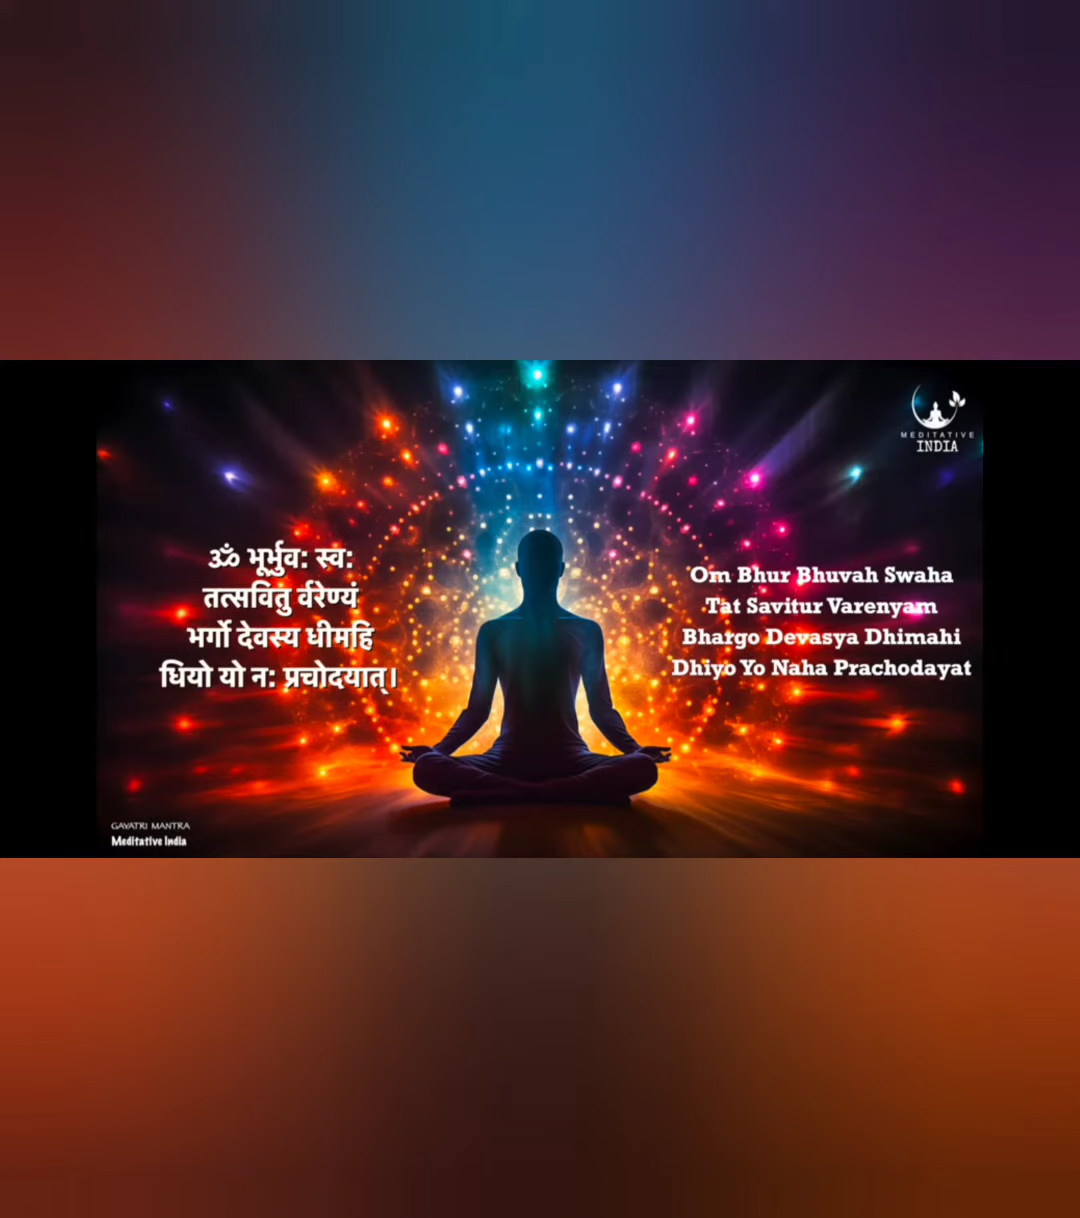 MEDITATIVE
INDIA
ॐ भूर्भुव: स्व:
तत्सवितु र्वरेण्यं
भर्गो देवस्य धीमहि
धियो यो न: प्रचोदयात्।
Om Bhur Bhuvah Swaha
Tat Savitur Varenyam
Bhargo Devasya Dhimahi
Dhiyo Yo Naha Prachodayat
GAYATRI MANTRA
Meditative India